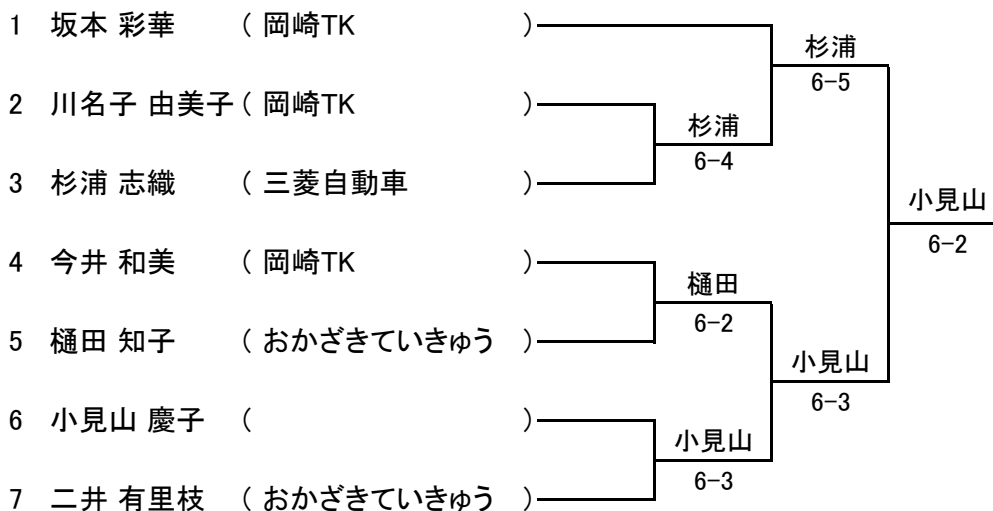 1 坂本 彩華 ( 岡崎TK )
杉浦
6-5
2 川名子 由美子 ( 岡崎TK )
杉浦
6-4
3 杉浦 志織 ( 三菱自動車 )
小見山
6-2
4 今井 和美 ( 岡崎TK )
樋田
6-2
5 樋田 知子 ( おかざきていきゅう )
小見山
6-3
6 小見山 慶子 ( )
小見山
6-3
7 二井 有里枝 ( おかざきていきゅう )